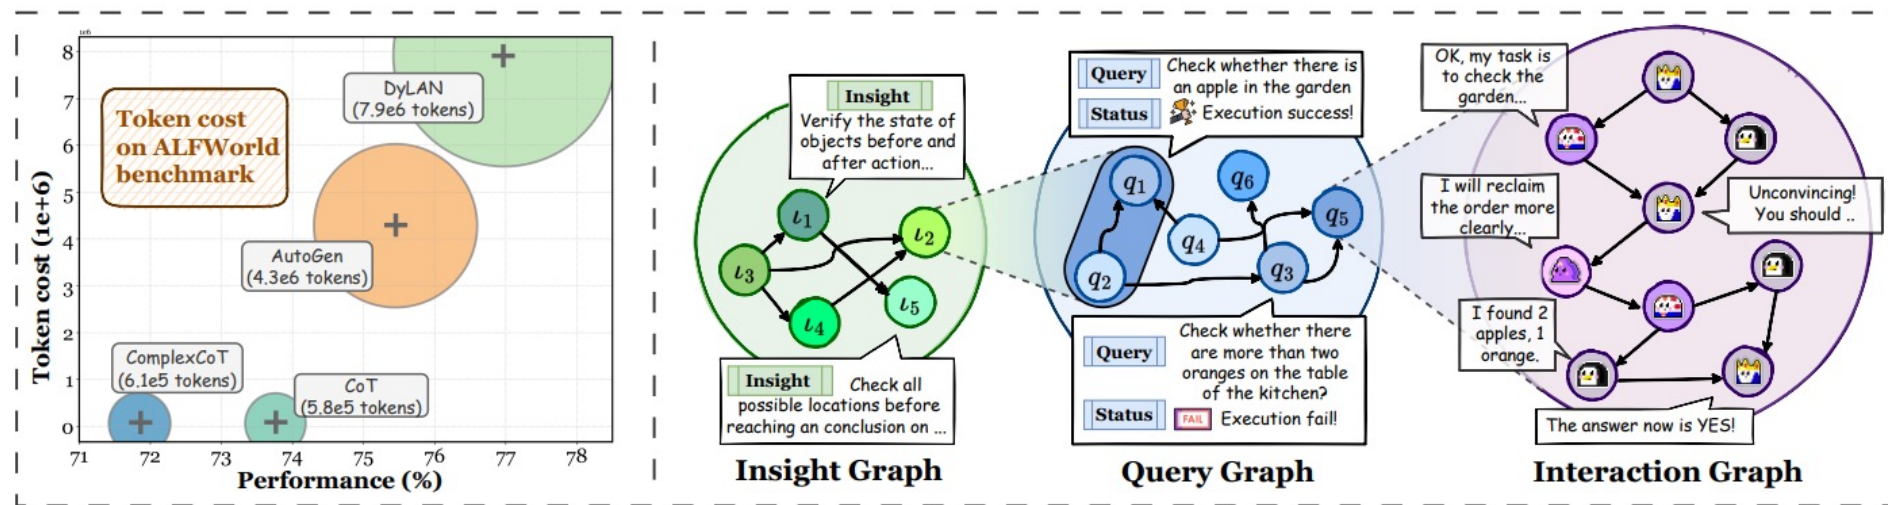 1e6
8
7
6
5
4
3
2
1
0
71 72 73 74 75 76 77 78
Token cost (1e+6)
Performance (%)
Token cost
on ALFWorld
benchmark
DyLAN
(7.9e6 tokens)
AutoGen
(4.3e6 tokens)
ComplexCoT
(6.1e5 tokens)
CoT
(5.8e5 tokens)
Insight
Verify the state of
objects before and
after action...
ι1
ι2
ι3
ι4
ι5
Insight Check all
possible locations before
reaching an conclusion on ...
Insight Graph
Query Check whether there is
an apple in the garden
Status Execution success!
q1
q6
q5
q4
q2
q3
Query Check whether there
are more than two
oranges on the table
of the kitchen?
Status FAIL Execution fail!
Query Graph
OK, my task is
to check the
garden...
I will reclaim
the order more
clearly...
Unconvincing!
You should ..
I found 2
apples, 1
orange.
The answer now is YES!
Interaction Graph